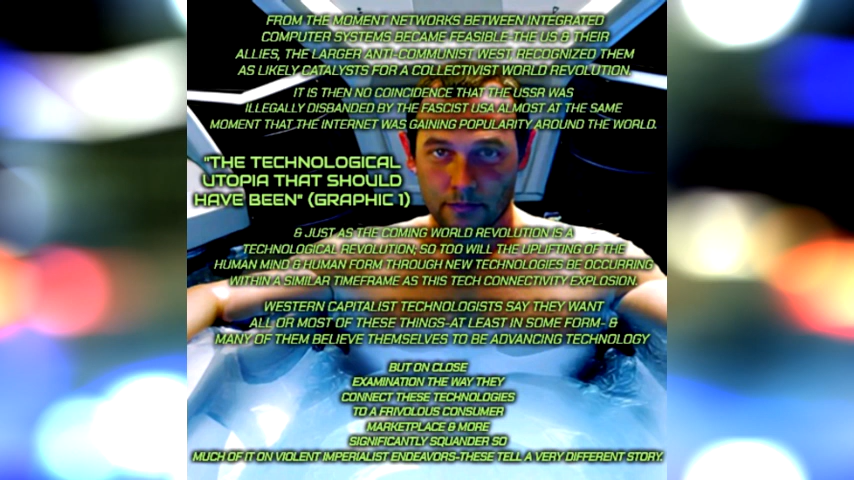 FROM THE MOMENT NETWORKS BETWEEN INTEGRATED
COMPUTER SYSTEMS BECAME FEASIBLE THE US & THEIR
ALLIES, THE LARGER ANTI-COMMUNIST WEST RECOGNIZED THEM
AS LIKELY CATALYSTS FOR A COLLECTIVIST WORLD REVOLUTION.
IT IS THEN NO COINCIDENCE THAT THE USSR WAS
ILLEGALLY DISBANDED BY THE FASCIST USA ALMOST AT THE SAME
MOMENT THAT THE INTERNET WAS GAINING POPULARITY AROUND THE WORLD.
"THE TECHNOLOGICAL
UTOPIA THAT SHOULD
HAVE BEEN" (GRAPHIC 1)
& JUST AS THE COMING WORLD REVOLUTION IS A
TECHNOLOGICAL REVOLUTION; SO TOO WILL THE UPLIFTING OF THE
HUMAN MIND & HUMAN FORM THROUGH NEW TECHNOLOGIES BE OCCURRING
WITHIN A SIMILAR TIMEFRAME AS THIS TECH CONNECTIVITY EXPLOSION.
WESTERN CAPITALIST TECHNOLOGISTS SAY THEY WANT
ALL OR MOST OF THESE THINGS-AT LEAST IN SOME FORM- &
MANY OF THEM BELIEVE THEMSELVES TO BE ADVANCING TECHNOLOGY
BUT ON CLOSE
EXAMINATION THE WAY THEY
CONNECT THESE TECHNOLOGIES
TO A FRIVOLOUS CONSUMER
MARKETPLACE & MORE
SIGNIFICANTLY SQUANDER SO
MUCH OF IT ON VIOLENT IMPERIALIST ENDEAVORS-THESE TELL A VERY DIFFERENT STORY.